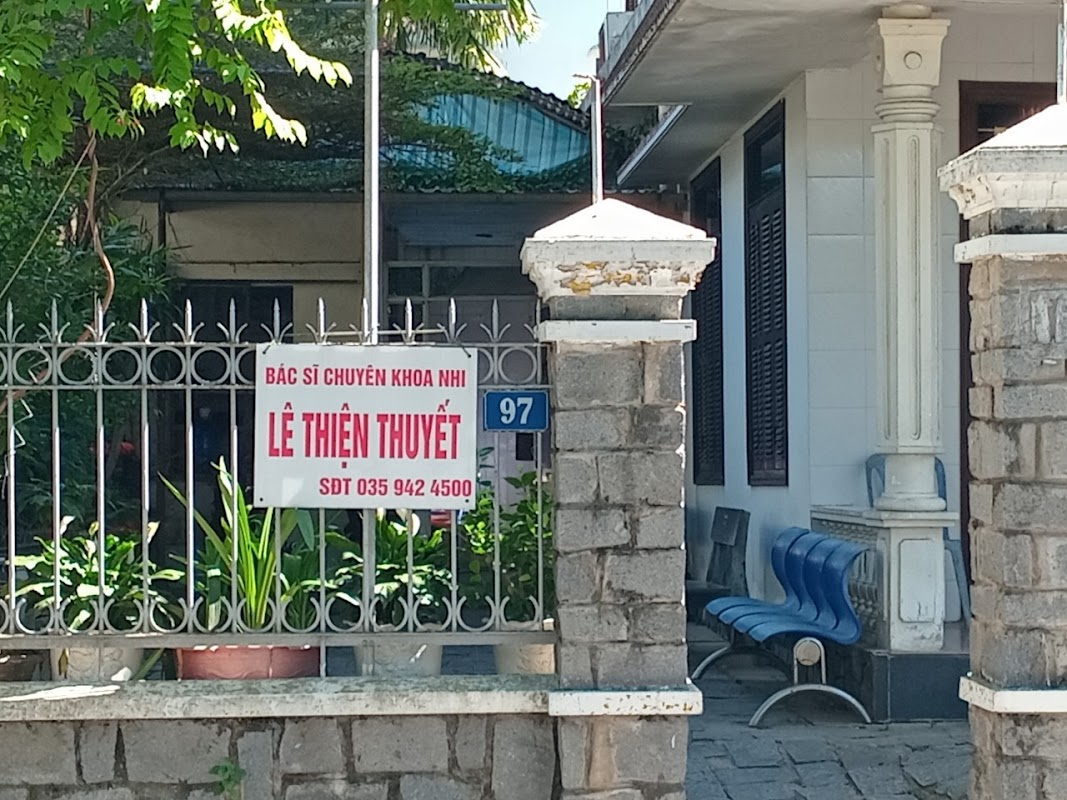 BÁC SĨ CHUYÊN KHOA NHI
LÊ THIỆN THUYẾT
SĐT 035 942 4500
97